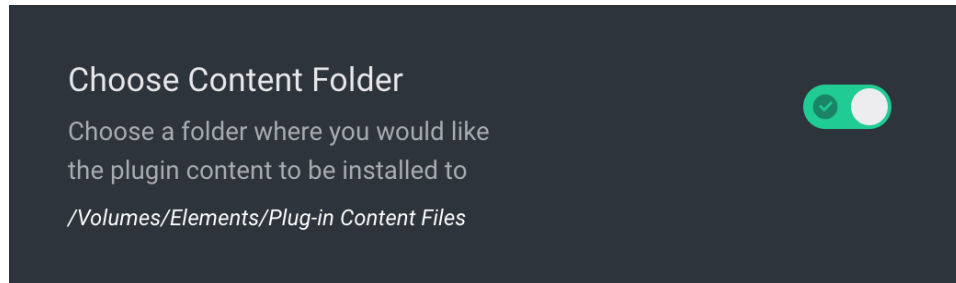 Choose Content Folder
Choose a folder where you would like
the plugin content to be installed to
/Volumes/Elements/Plug-in Content Files